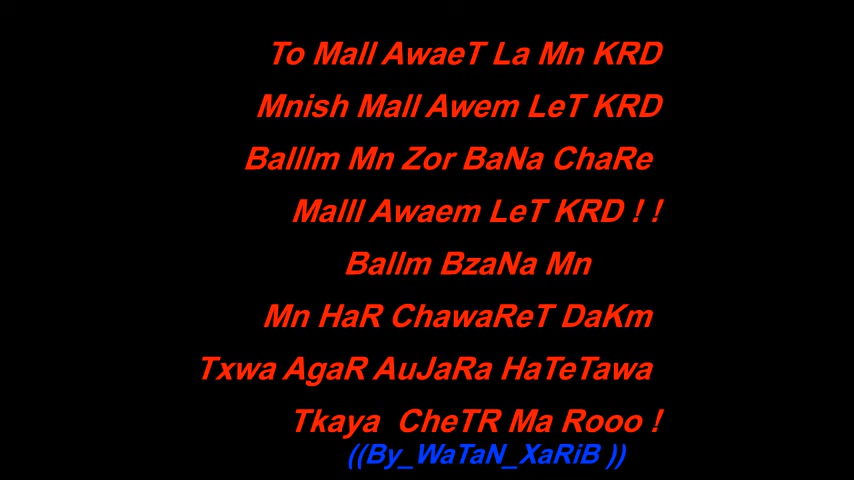 To Mall AwaeT La Mn KRD
Mnish Mall Awem LeT KRD
Balllm Mn Zor BaNa ChaRe
Malll Awaem LeT KRD ! !
Ballm BzaNa Mn
Mn HaR ChawaReT DaKm
Txwa AgaR AuJaRa HaTeTawa
Tkaya CheTR Ma Rooo !
((By_WaTaN_XaRiB ))